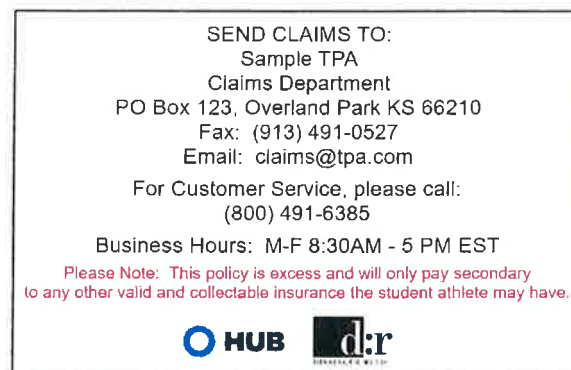 SEND CLAIMS TO:
Sample TPA
Claims Department
PO Box 123, Overland Park KS 66210
Fax: (913) 491-0527
Email: claims@tpa.com
For Customer Service, please call:
(800) 491-6385
Business Hours: M-F 8:30AM - 5 PM EST
Please Note: This policy is excess and will only pay secondary
to any other valid and collectable insurance the student athlete may have.
HUB d:r